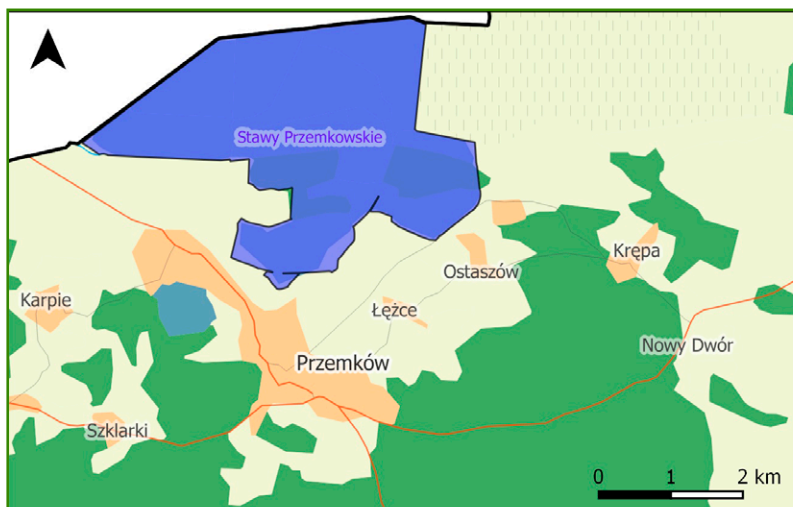 Stawy Przemkowskie
Krępa
Ostaszów
Karpie
Łężce
Nowy Dwór
Przemków
Szklarki
0 1 2 km